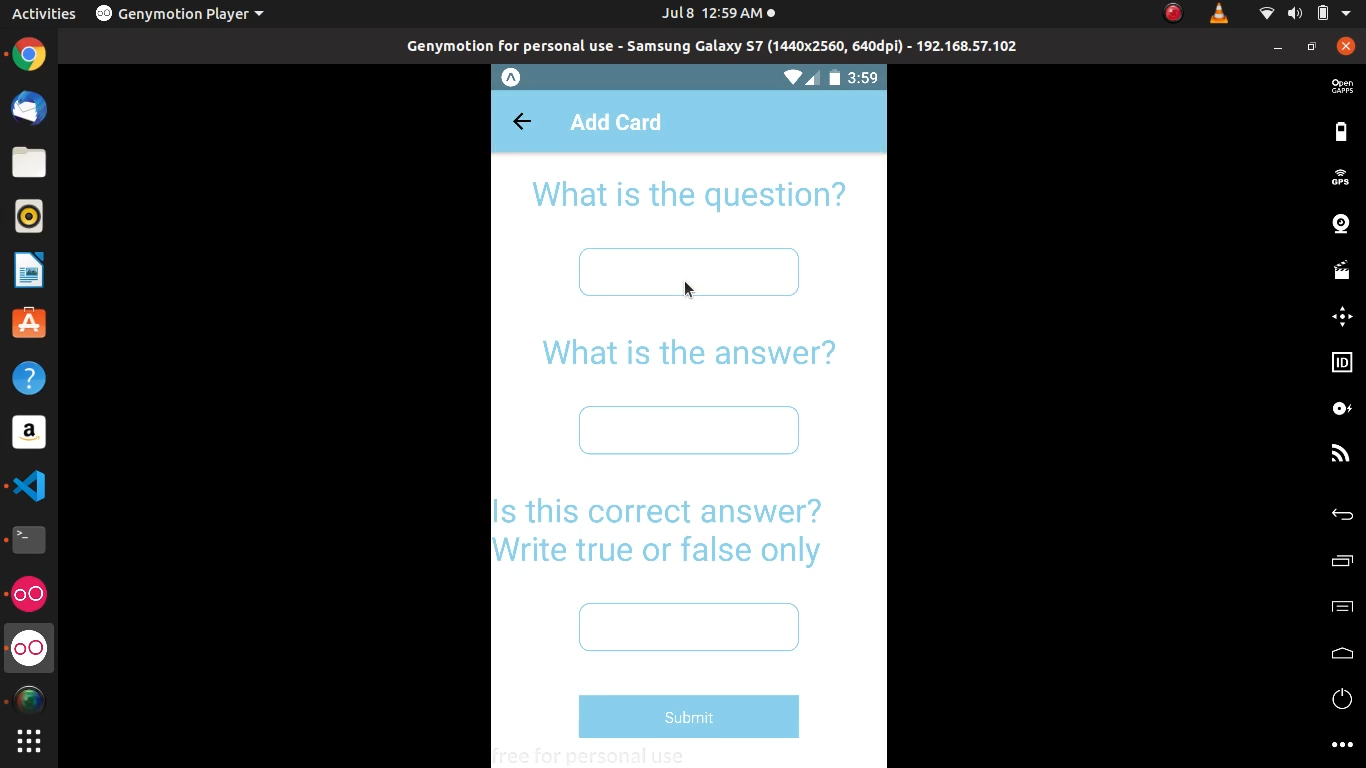 Activities
Genymotion Player
Jul 8 12:59 AM
Genymotion for personal use - Samsung Galaxy S7 (1440x2560, 640dpi) - 192.168.57.102
Open
GAPPS
3:59
Add Card
GPS
What is the question?
What is the answer?
ID
Is this correct answer?
Write true or false only
Submit
free for personal use